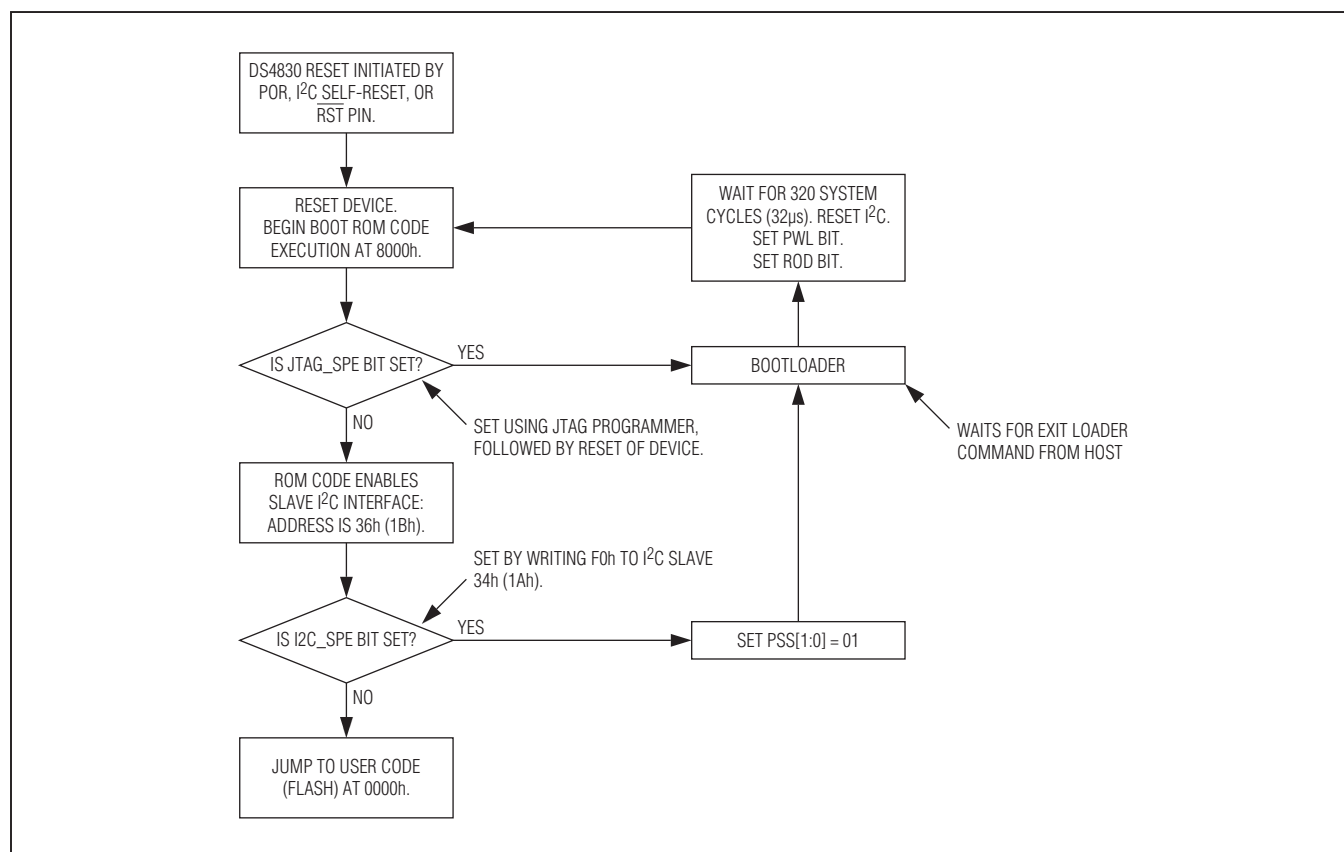 DS4830 RESET INITIATED BY
POR, I²C SELF-RESET, OR
RST PIN.
RESET DEVICE.
BEGIN BOOT ROM CODE
EXECUTION AT 8000h.
WAIT FOR 320 SYSTEM
CYCLES (32µs). RESET I²C.
SET PWL BIT.
SET ROD BIT.
IS JTAG_SPE BIT SET?
YES
BOOTLOADER
NO
SET USING JTAG PROGRAMMER,
FOLLOWED BY RESET OF DEVICE.
WAITS FOR EXIT LOADER
COMMAND FROM HOST
ROM CODE ENABLES
SLAVE I²C INTERFACE:
ADDRESS IS 36h (1Bh).
SET BY WRITING F0h TO I²C SLAVE
34h (1Ah).
IS I2C_SPE BIT SET?
YES
SET PSS[1:0] = 01
NO
JUMP TO USER CODE
(FLASH) AT 0000h.